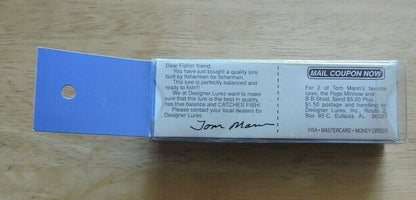 Dear Fishin' friend,
You have just bought a quality lure
built by fishermen for fishermen.
This lure is perfectly balanced and
ready to fish!!
We at Designer Lures want to make
sure that this lure is the best in quality,
has true balance and CATCHES FISH!
Please contact your local dealers
for Designer Lures.
Tom Mann
MAIL COUPON NOW
For 2 of Tom Mann's favorite
lures, the Pogo Minnow and
B B Shad. Send $5.00 Plus
$1.50 postage and handling to:
Designer Lures, Inc., Route 2,
Box 85-C, Eufaula, AL 36027
VISA • MASTERCARD • MONEY ORDER